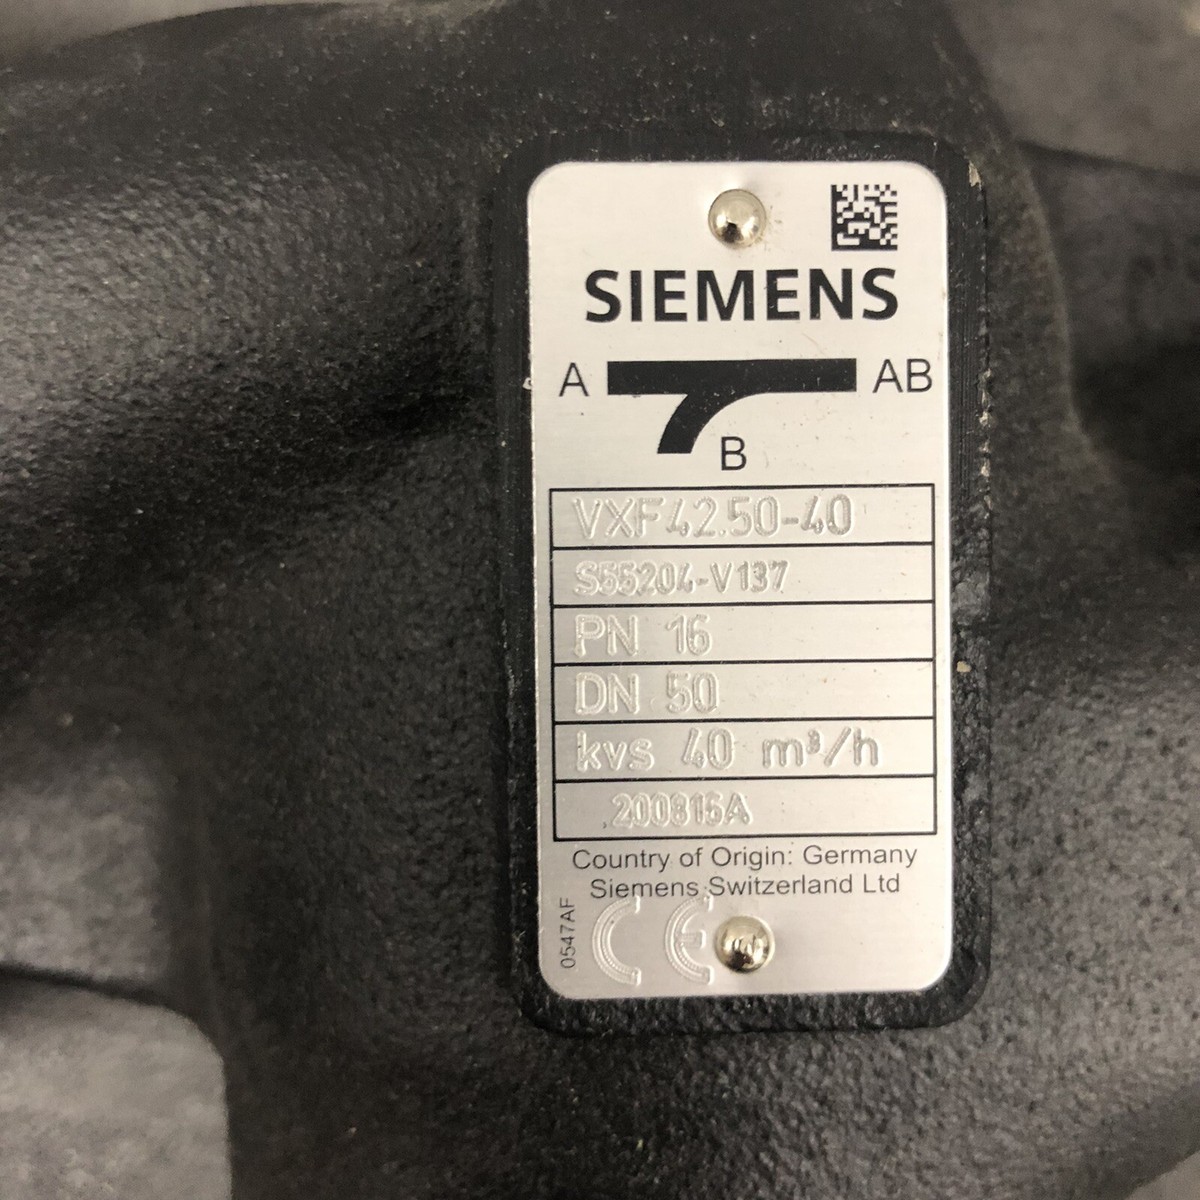 SIEMENS
A AB
B
VXF42.50-40
S55204-V137
PN 16
DN 50
kvs 40 m³/h
200816A
Country of Origin: Germany
Siemens Switzerland Ltd
0547AF
CE